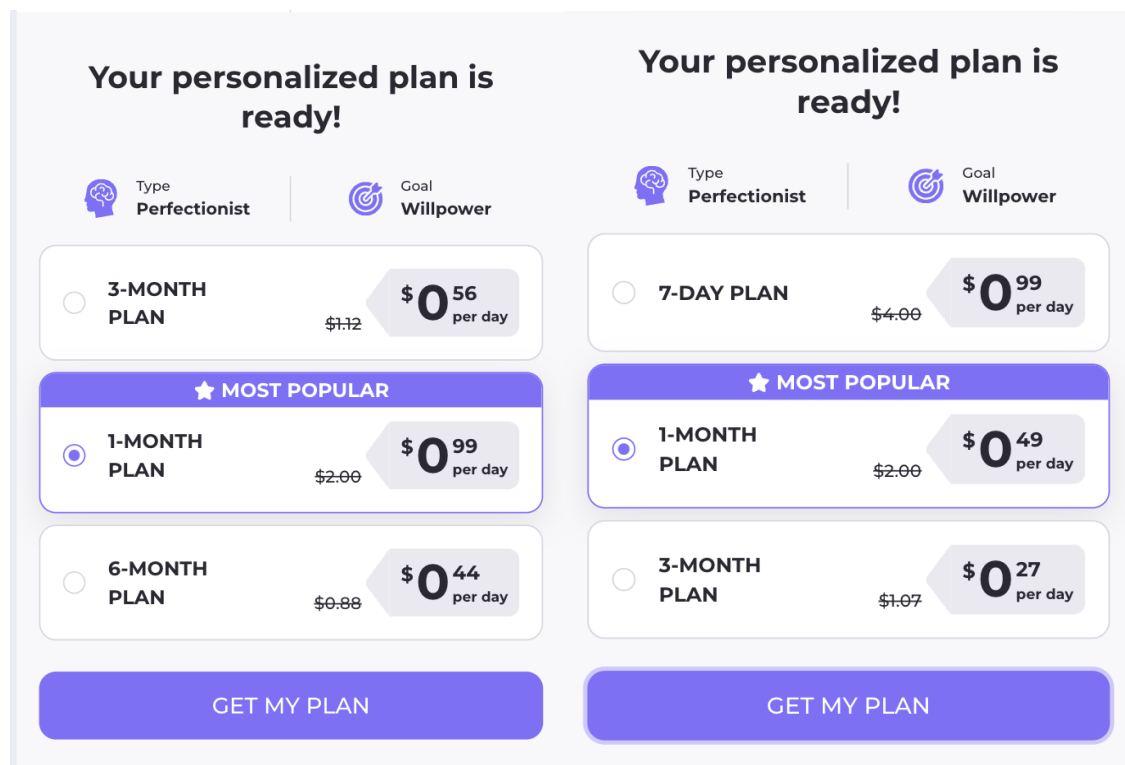 Your personalized plan is
ready!
Type
Perfectionist
Goal
Willpower
3-MONTH
PLAN
$1.12
$0 56
per day
MOST POPULAR
1-MONTH
PLAN
$2.00
$0 99
per day
6-MONTH
PLAN
$0.88
$0 44
per day
GET MY PLAN
Your personalized plan is
ready!
Type
Perfectionist
Goal
Willpower
7-DAY PLAN
$4.00
$0 99
per day
MOST POPULAR
1-MONTH
PLAN
$2.00
$0 49
per day
3-MONTH
PLAN
$1.07
$0 27
per day
GET MY PLAN